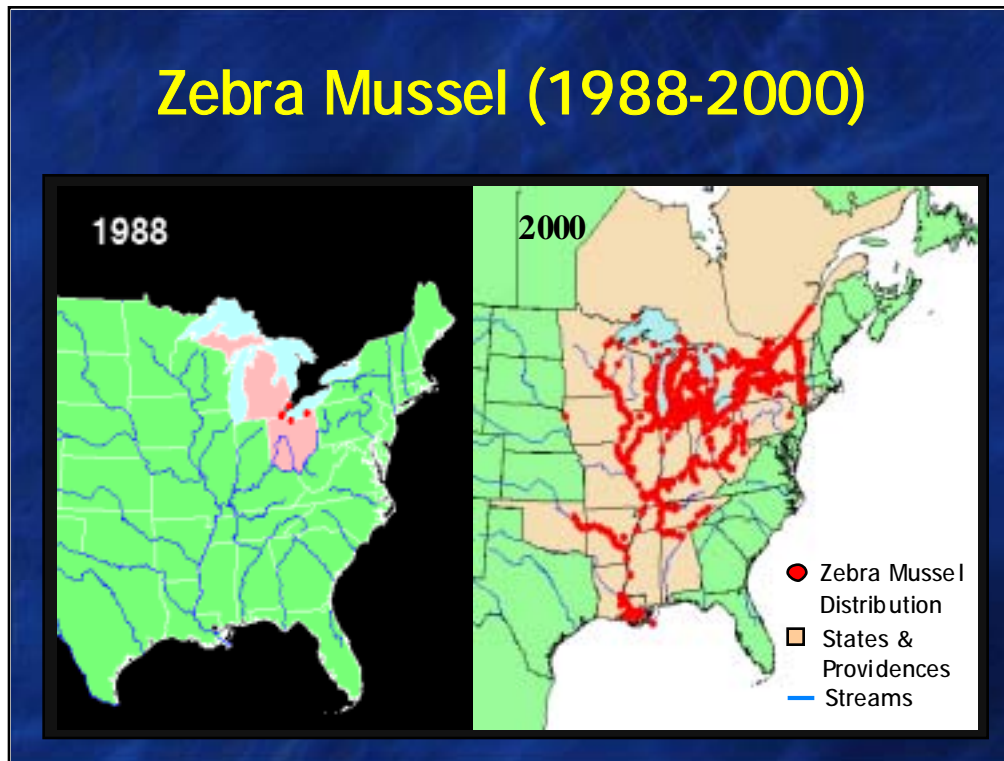 Zebra Mussel (1988-2000)
1988
2000
Zebra Mussel
Distribution
States &
Providences
Streams